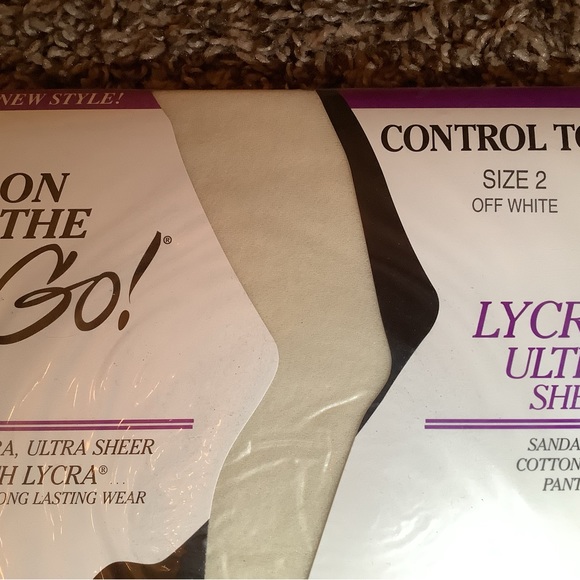 NEW STYLE!
ON
THE
Go!®
RA, ULTRA SHEER
TH LYCRA® ...
ONG LASTING WEAR
CONTROL TO
SIZE 2
OFF WHITE
LYCR
ULT
SHE
SANDA
COTTON
PANT